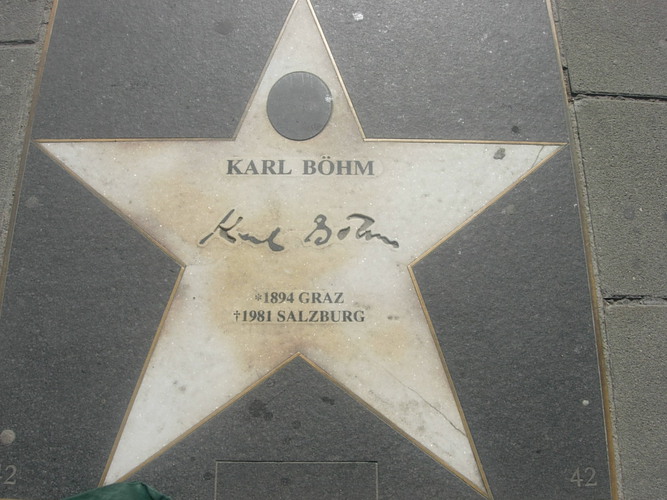 KARL BÖHM
Karl Böhm
*1894 GRAZ
†1981 SALZBURG
42